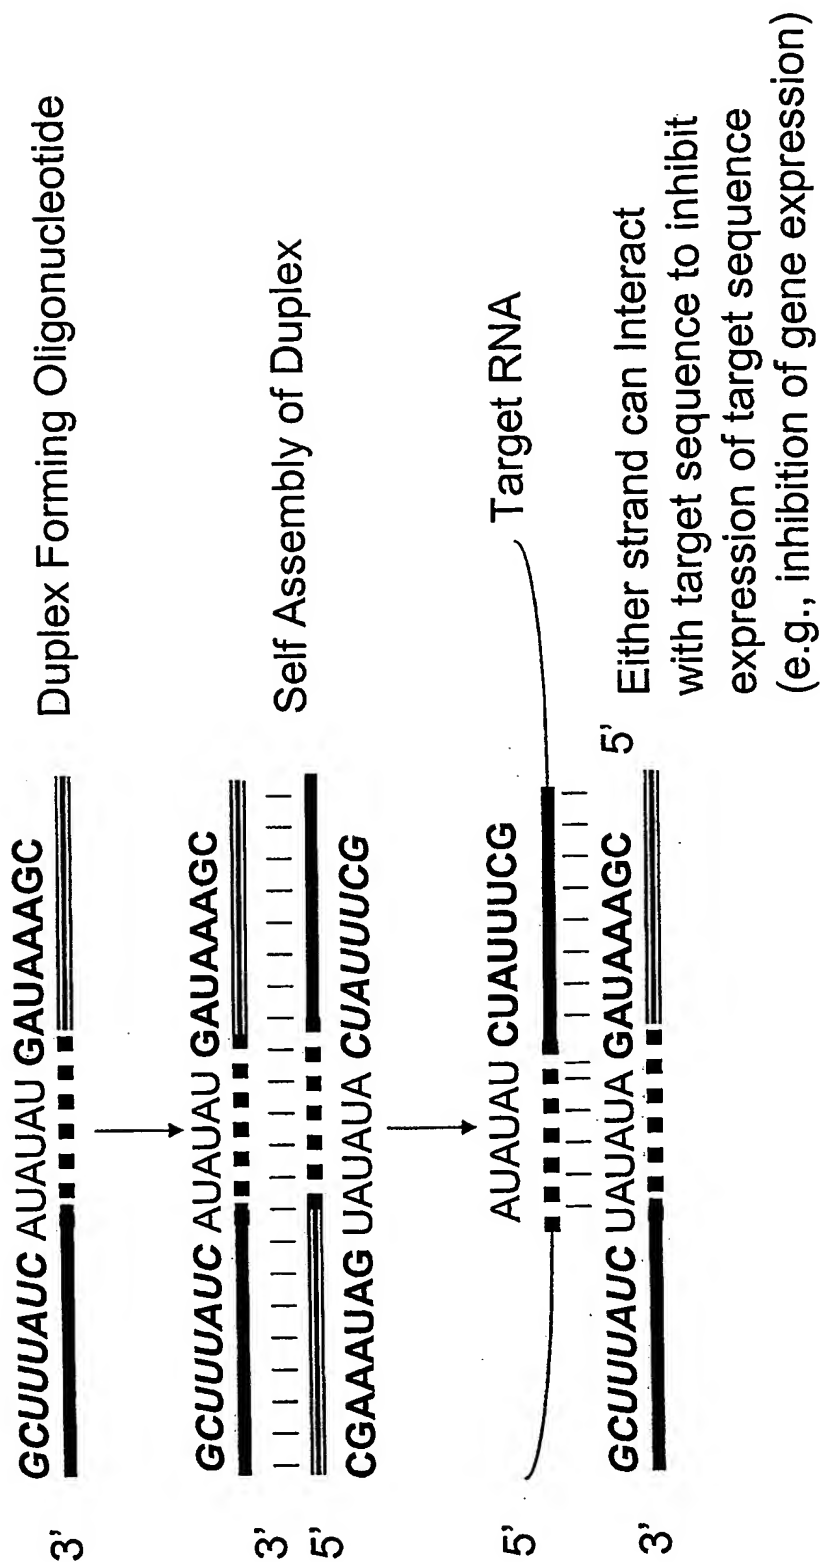 3' GCUUUAUC AUAUAU GAUAAAGC Duplex Forming Oligonucleotide
GCUUUAUC AUAUAU GAUAAAGC
3'
5'
Self Assembly of Duplex
CGAAAUAG UAUAUA CUAUUUCG
AUAUAU CUAUUUCG
5' Target RNA
GCUUUAUC UAUAUA GAUAAAGC 5'
3'
Either strand can Interact
with target sequence to inhibit
expression of target sequence
(e.g., inhibition of gene expression)